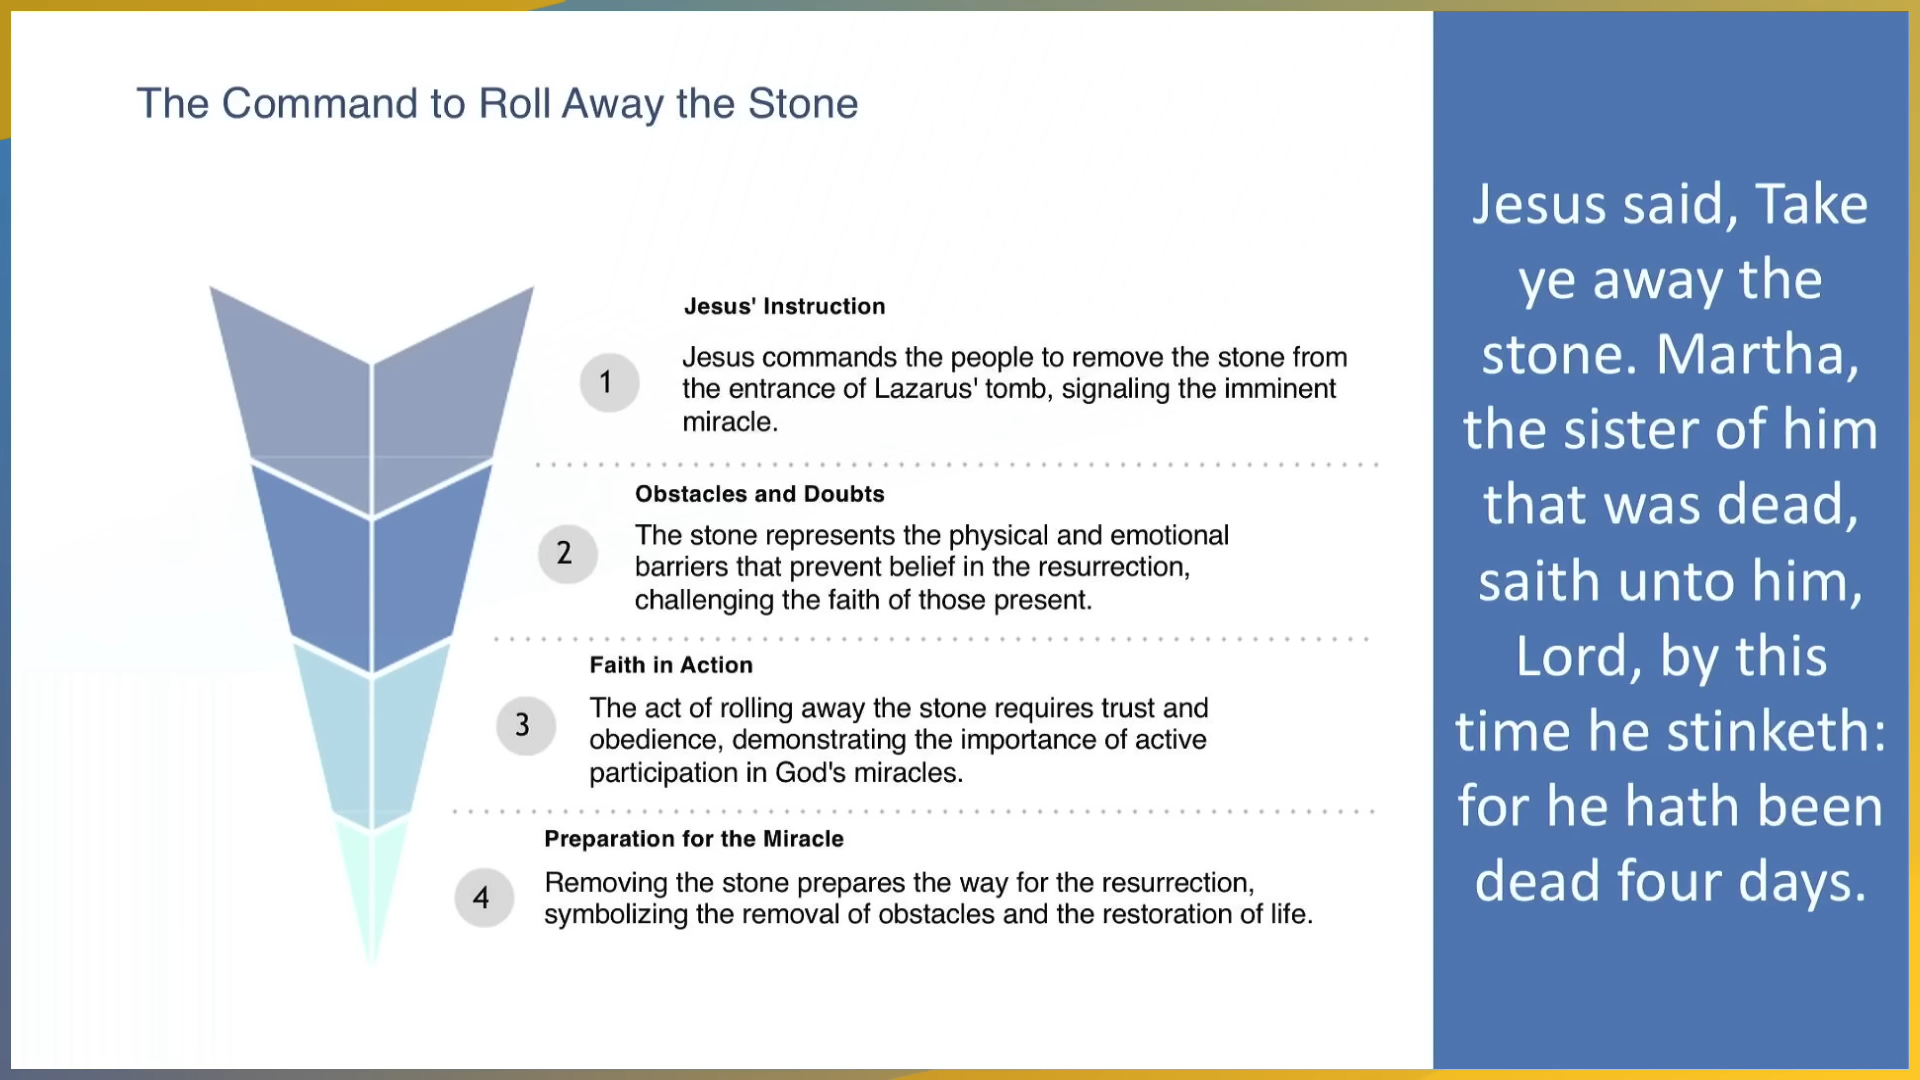 The Command to Roll Away the Stone
Jesus' Instruction
1
Jesus commands the people to remove the stone from
the entrance of Lazarus' tomb, signaling the imminent
miracle.
Obstacles and Doubts
2
The stone represents the physical and emotional
barriers that prevent belief in the resurrection,
challenging the faith of those present.
Faith in Action
3
The act of rolling away the stone requires trust and
obedience, demonstrating the importance of active
participation in God's miracles.
Preparation for the Miracle
4
Removing the stone prepares the way for the resurrection,
symbolizing the removal of obstacles and the restoration of life.
Jesus said, Take
ye away the
stone. Martha,
the sister of him
that was dead,
saith unto him,
Lord, by this
time he stinketh:
for he hath been
dead four days.